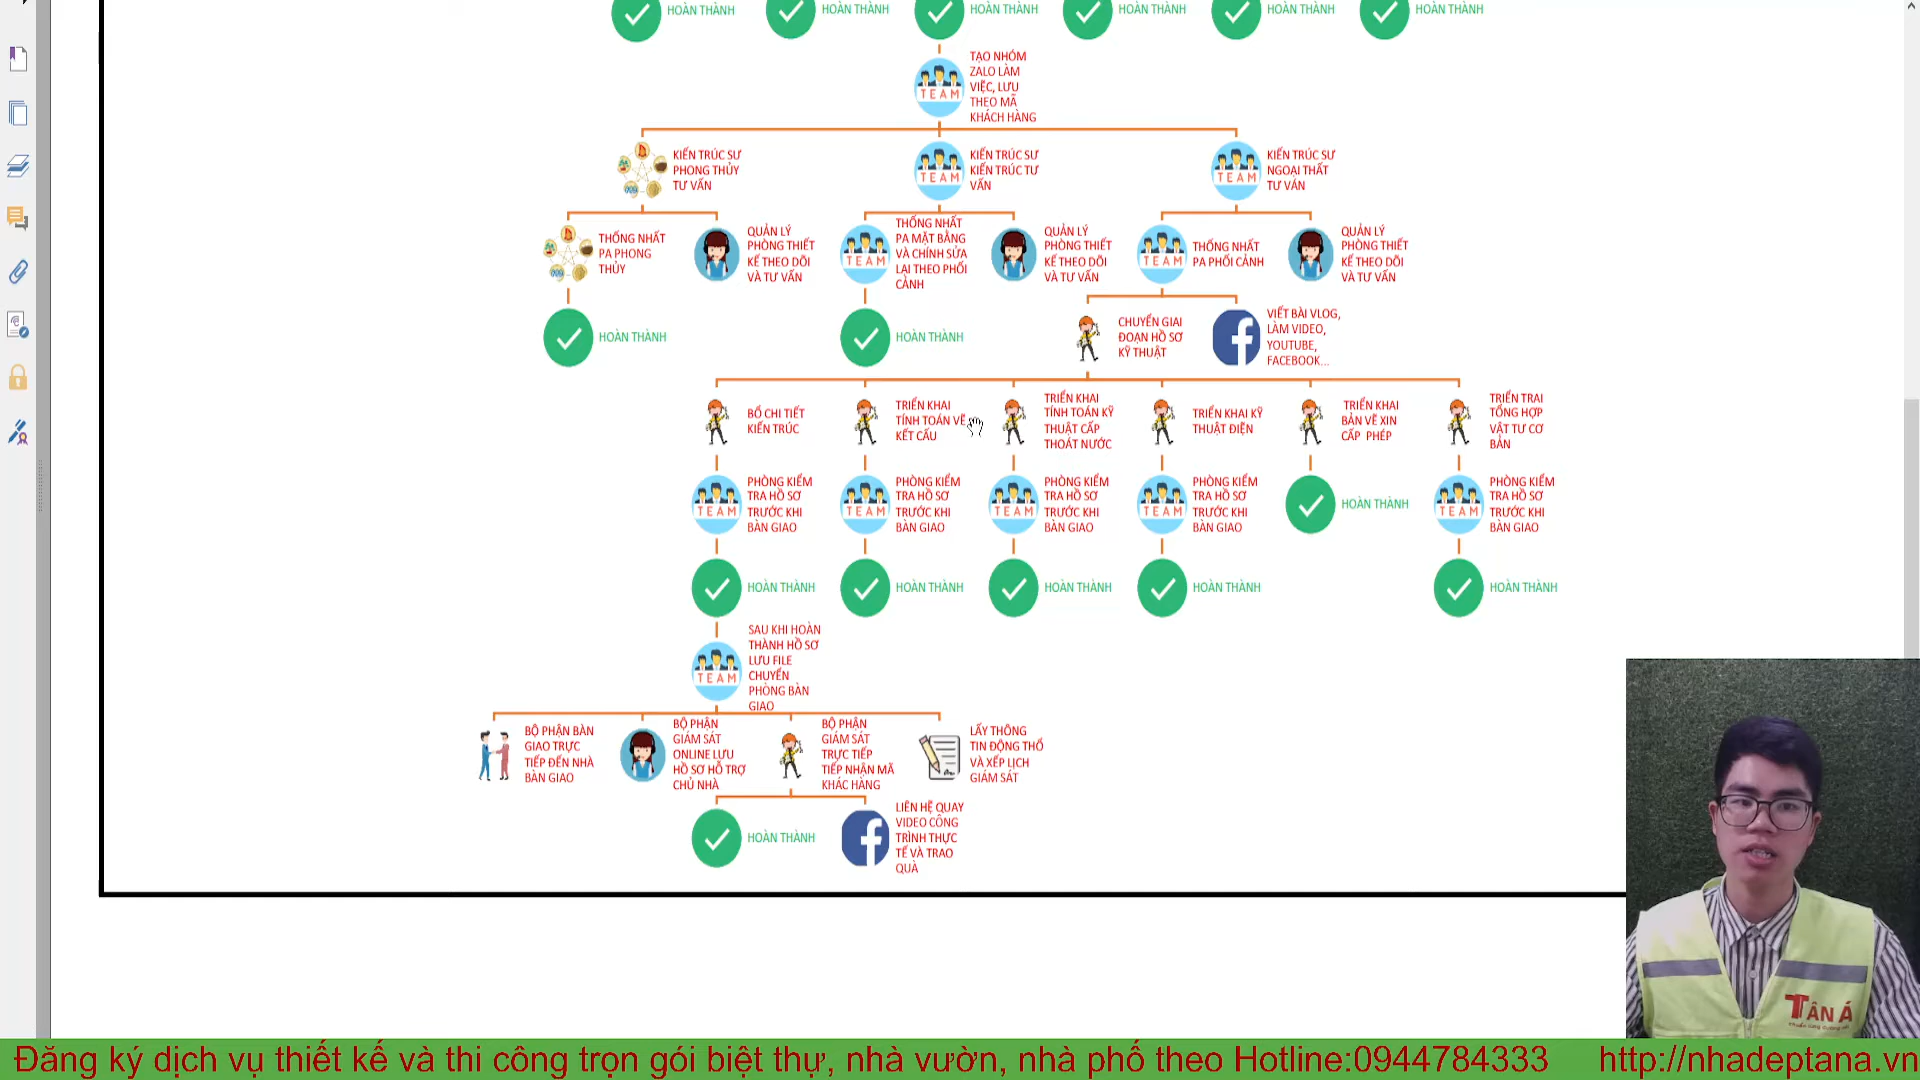 HOÀN THÀNH
HOÀN THÀNH
HOÀN THÀNH
HOÀN THÀNH
HOÀN THÀNH
HOÀN THÀNH
TẠO NHÓM
ZALO LÀM
VIỆC, LƯU
THEO MÃ
KHÁCH HÀNG
TEAM
KIẾN TRÚC SƯ
PHONG THỦY
TƯ VẤN
KIẾN TRÚC SƯ
KIẾN TRÚC TƯ
VẤN
TEAM
KIẾN TRÚC SƯ
NGOẠI THẤT
TƯ VÁN
TEAM
THỐNG NHẤT
PA PHONG
THỦY
QUẢN LÝ
PHÒNG THIẾT
KẾ THEO DÕI
VÀ TƯ VẤN
THỐNG NHẤT
PA MẶT BẰNG
VÀ CHÍNH SỬA
LẠI THEO PHỐI
CẢNH
TEAM
QUẢN LÝ
PHÒNG THIẾT
KẾ THEO DÕI
VÀ TƯ VẤN
THỐNG NHẤT
PA PHỐI CẢNH
TEAM
QUẢN LÝ
PHÒNG THIẾT
KẾ THEO DÕI
VÀ TƯ VẤN
HOÀN THÀNH
HOÀN THÀNH
CHUYỂN GIAI
ĐOẠN HỒ SƠ
KỸ THUẬT
VIẾT BÀI VLOG,
LÀM VIDEO,
YOUTUBE,
FACEBOOK...
BỔ CHI TIẾT
KIẾN TRÚC
TRIỂN KHAI
TÍNH TOÁN VẼ
KẾT CẤU
TRIỂN KHAI
TÍNH TOÁN KỸ
THUẬT CẤP
THOÁT NƯỚC
TRIỂN KHAI KỸ
THUẬT ĐIỆN
TRIỂN KHAI
BẢN VẼ XIN
CẤP PHÉP
TRIỂN TRAI
TỔNG HỢP
VẬT TƯ CƠ
BẢN
PHÒNG KIỂM
TRA HỒ SƠ
TRƯỚC KHI
BÀN GIAO
TEAM
PHÒNG KIỂM
TRA HỒ SƠ
TRƯỚC KHI
BÀN GIAO
TEAM
PHÒNG KIỂM
TRA HỒ SƠ
TRƯỚC KHI
BÀN GIAO
TEAM
PHÒNG KIỂM
TRA HỒ SƠ
TRƯỚC KHI
BÀN GIAO
TEAM
HOÀN THÀNH
PHÒNG KIỂM
TRA HỒ SƠ
TRƯỚC KHI
BÀN GIAO
TEAM
HOÀN THÀNH
HOÀN THÀNH
HOÀN THÀNH
HOÀN THÀNH
HOÀN THÀNH
SAU KHI HOÀN
THÀNH HỒ SƠ
LƯU FILE
CHUYỂN
PHÒNG BÀN
GIAO
TEAM
BỘ PHẬN BÀN
GIAO TRỰC
TIẾP ĐẾN NHÀ
BÀN GIAO
BỘ PHẬN
GIÁM SÁT
ONLINE LƯU
HỒ SƠ HỖ TRỢ
CHỦ NHÀ
BỘ PHẬN
GIÁM SÁT
TRỰC TIẾP
TIẾP NHẬN MÃ
KHÁC HÀNG
LẤY THÔNG
TIN ĐỘNG THỔ
VÀ XẾP LỊCH
GIÁM SÁT
HOÀN THÀNH
LIÊN HỆ QUAY
VIDEO CÔNG
TRÌNH THỰC
TẾ VÀ TRAO
QUÀ
TÂN Á
Đăng ký dịch vụ thiết kế và thi công trọn gói biệt thự, nhà vườn, nhà phố theo Hotline:0944784333 http://nhadeptana.vn